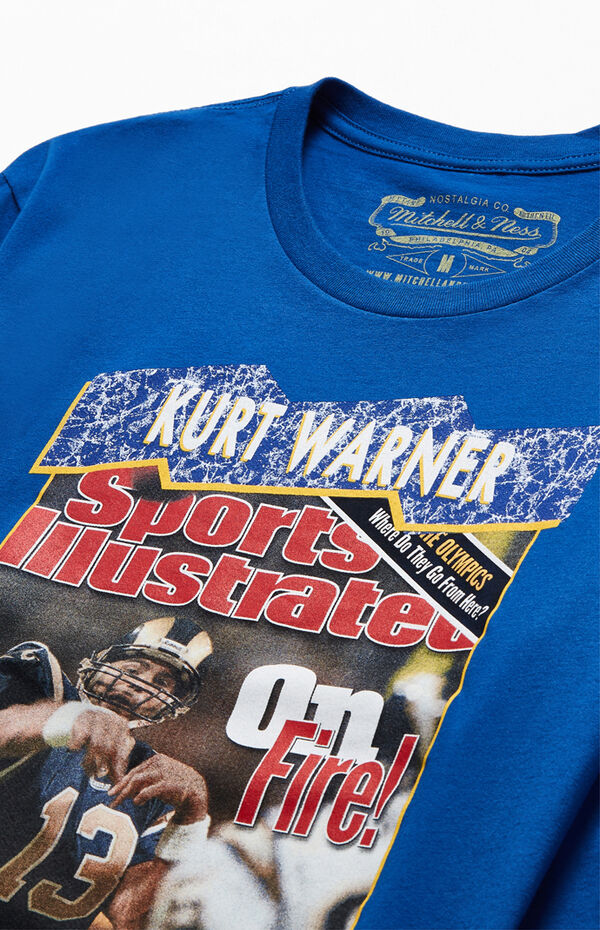 NOSTALGIA CO.
Mitchell & Ness
PHILADELPHIA, PA
TRADE M MARK
KURT WARNER
Sports
Illustrated
THE OLYMPICS
Where Do They Go From Here?
On
Fire!
13